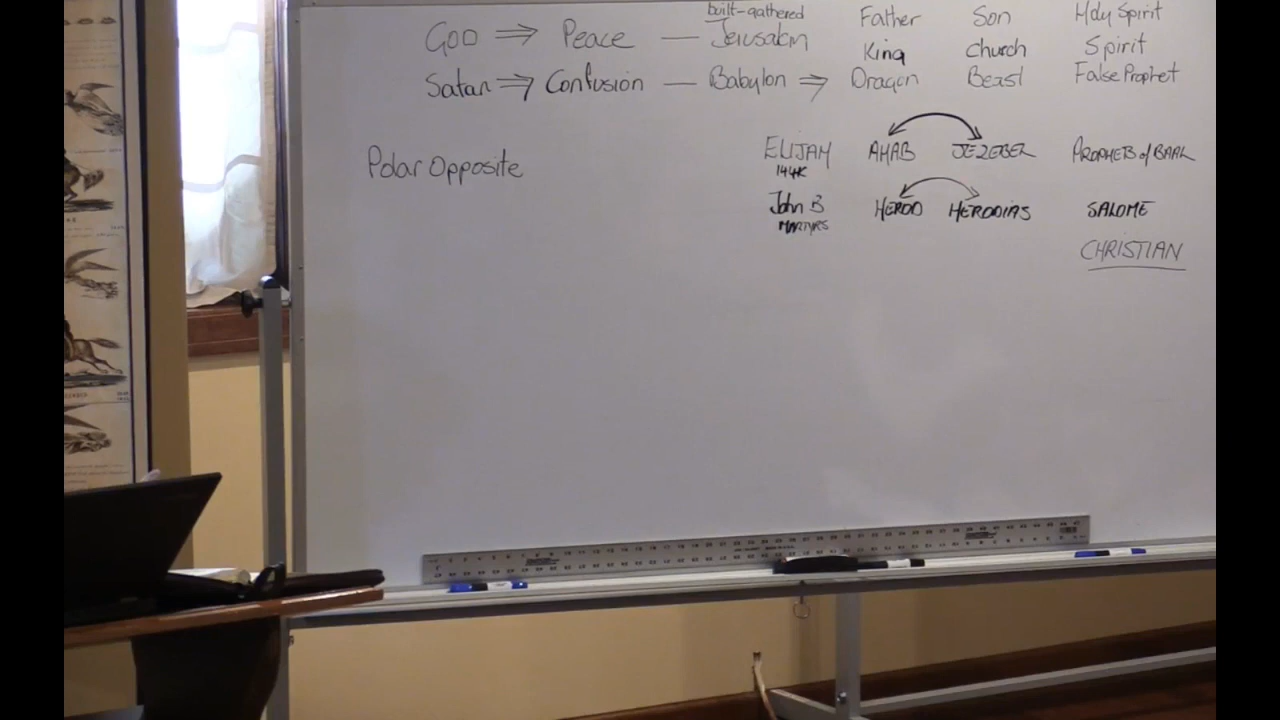 built-gathered Father Son Holy Spirit
GOD ⇒ Peace — Jerusalem King Church Spirit
Satan ⇒ Confusion — Babylon ⇒ Dragon Beast False Prophet
Polar Opposite
ELIJAH AHAB JEZEBEL PROPHETS of BAAL
144K
John B HEROD HERODIAS SALOME
MARTYRS
CHRISTIAN